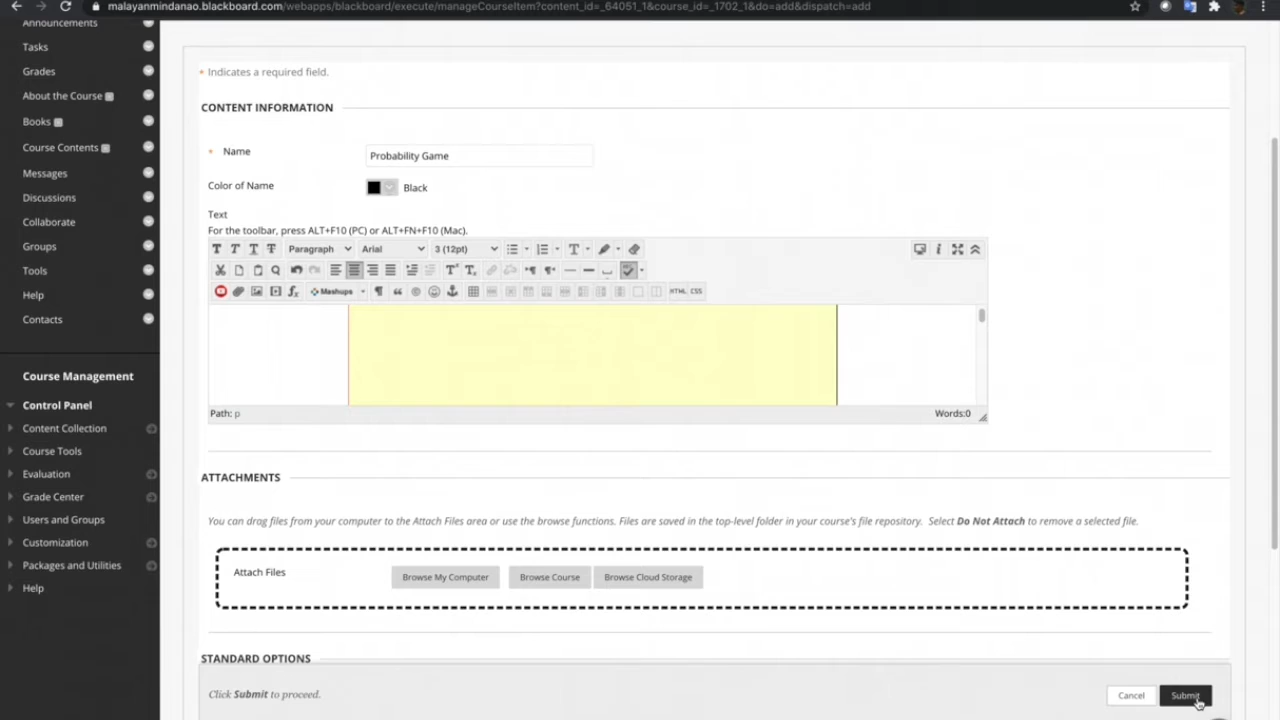 malayanmindanao.blackboard.com/webapps/blackboard/execute/manageCourseItem?content_id=_64051_1&course_id=_1702_1&do=add&dispatch=add
Announcements
Tasks
Grades
About the Course
Books
Course Contents
Messages
Discussions
Collaborate
Groups
Tools
Help
Contacts
Course Management
Control Panel
Content Collection
Course Tools
Evaluation
Grade Center
Users and Groups
Customization
Packages and Utilities
Help
* Indicates a required field.
CONTENT INFORMATION
* Name Probability Game
Color of Name Black
Text
For the toolbar, press ALT+F10 (PC) or ALT+FN+F10 (Mac).
T T T T Paragraph Arial 3 (12pt) T
T T
Mashups HTML CSS
Path: p Words:0
ATTACHMENTS
You can drag files from your computer to the Attach Files area or use the browse functions. Files are saved in the top-level folder in your course's file repository. Select Do Not Attach to remove a selected file.
Attach Files Browse My Computer Browse Course Browse Cloud Storage
STANDARD OPTIONS
Click Submit to proceed. Cancel Submit